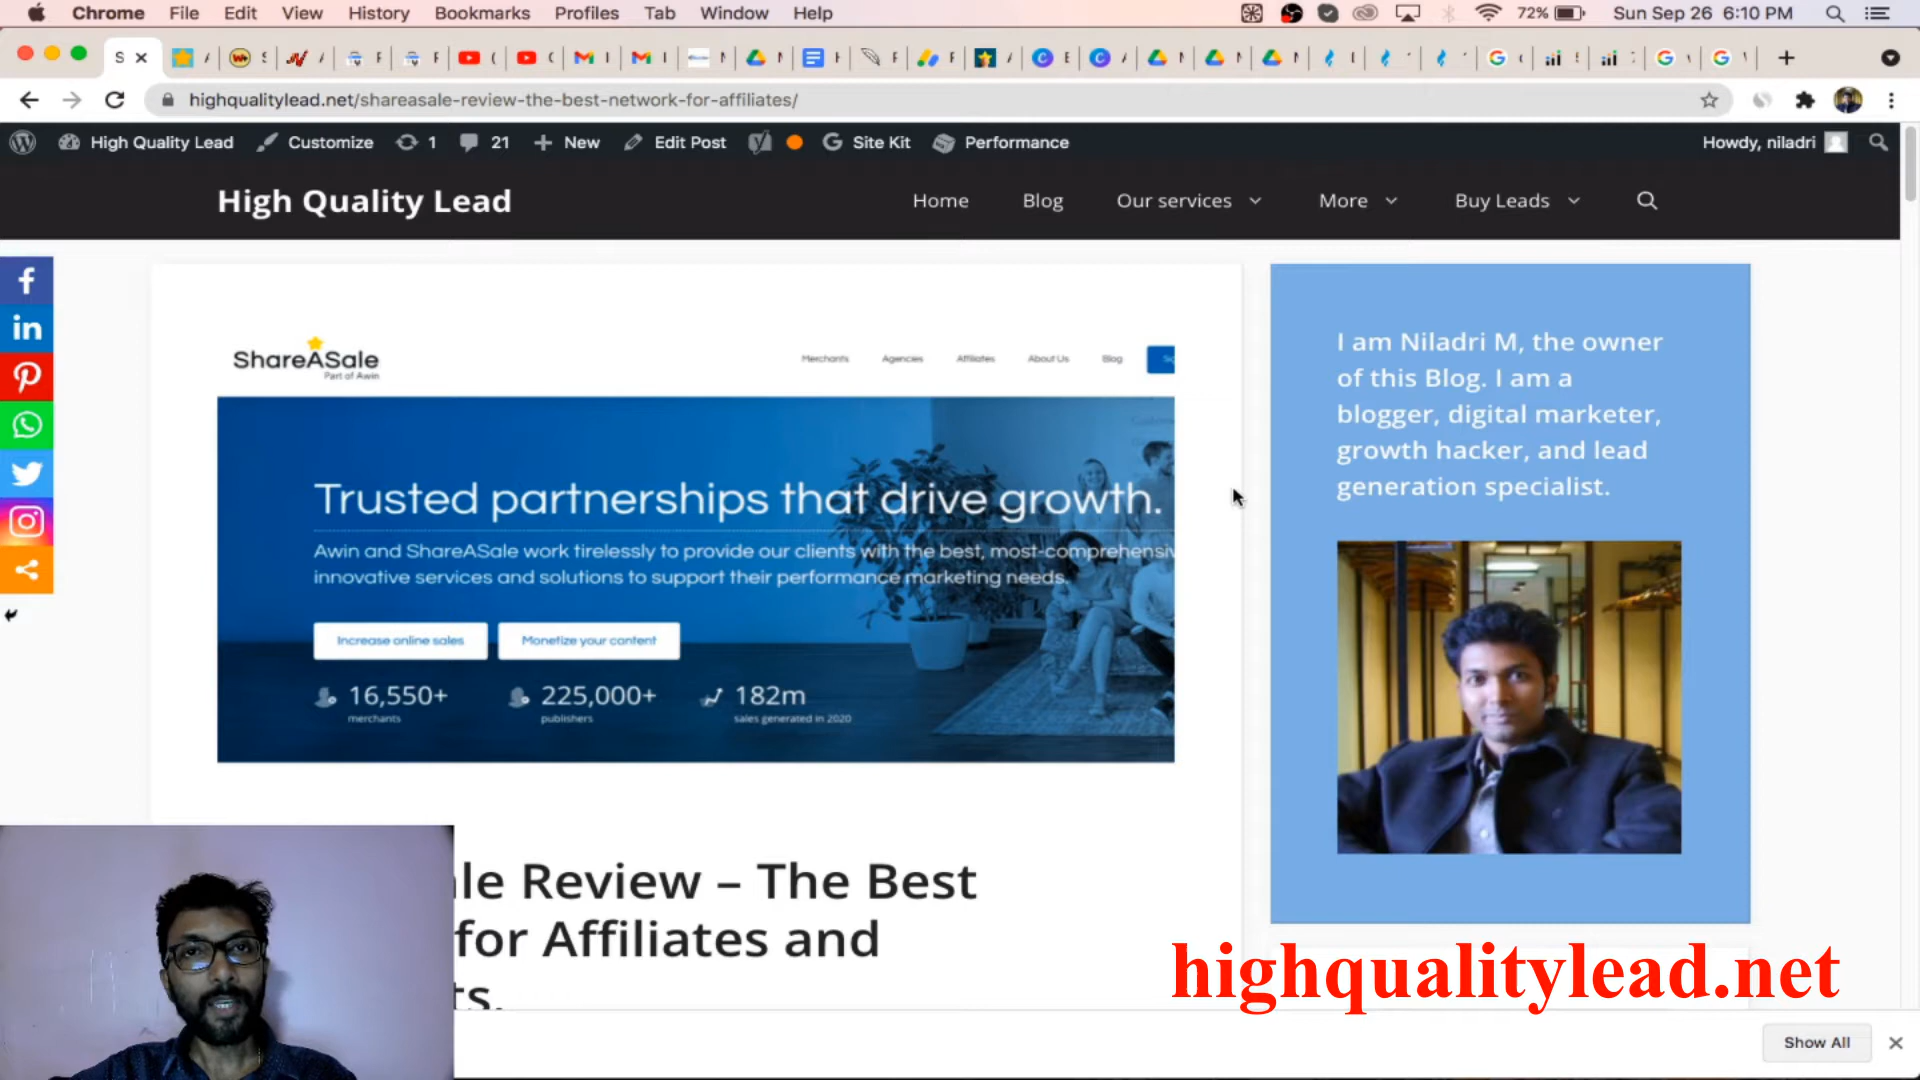 Chrome File Edit View History Bookmarks Profiles Tab Window Help 72% Sun Sep 26 6:10 PM
highqualitylead.net/shareasale-review-the-best-network-for-affiliates/
High Quality Lead Customize 1 21 New Edit Post Site Kit Performance Howdy, niladri
High Quality Lead Home Blog Our services More Buy Leads
ShareASale Merchants Agencies Affiliates About Us Blog
Part of Awin
Trusted partnerships that drive growth.
Awin and ShareASale work tirelessly to provide our clients with the best, most-comprehensiv
innovative services and solutions to support their performance marketing needs.
Increase online sales Monetize your content
16,550+ 225,000+ 182m
merchants publishers sales generated in 2020
I am Niladri M, the owner
of this Blog. I am a
blogger, digital marketer,
growth hacker, and lead
generation specialist.
le Review – The Best
for Affiliates and
ts.
highqualitylead.net
Show All